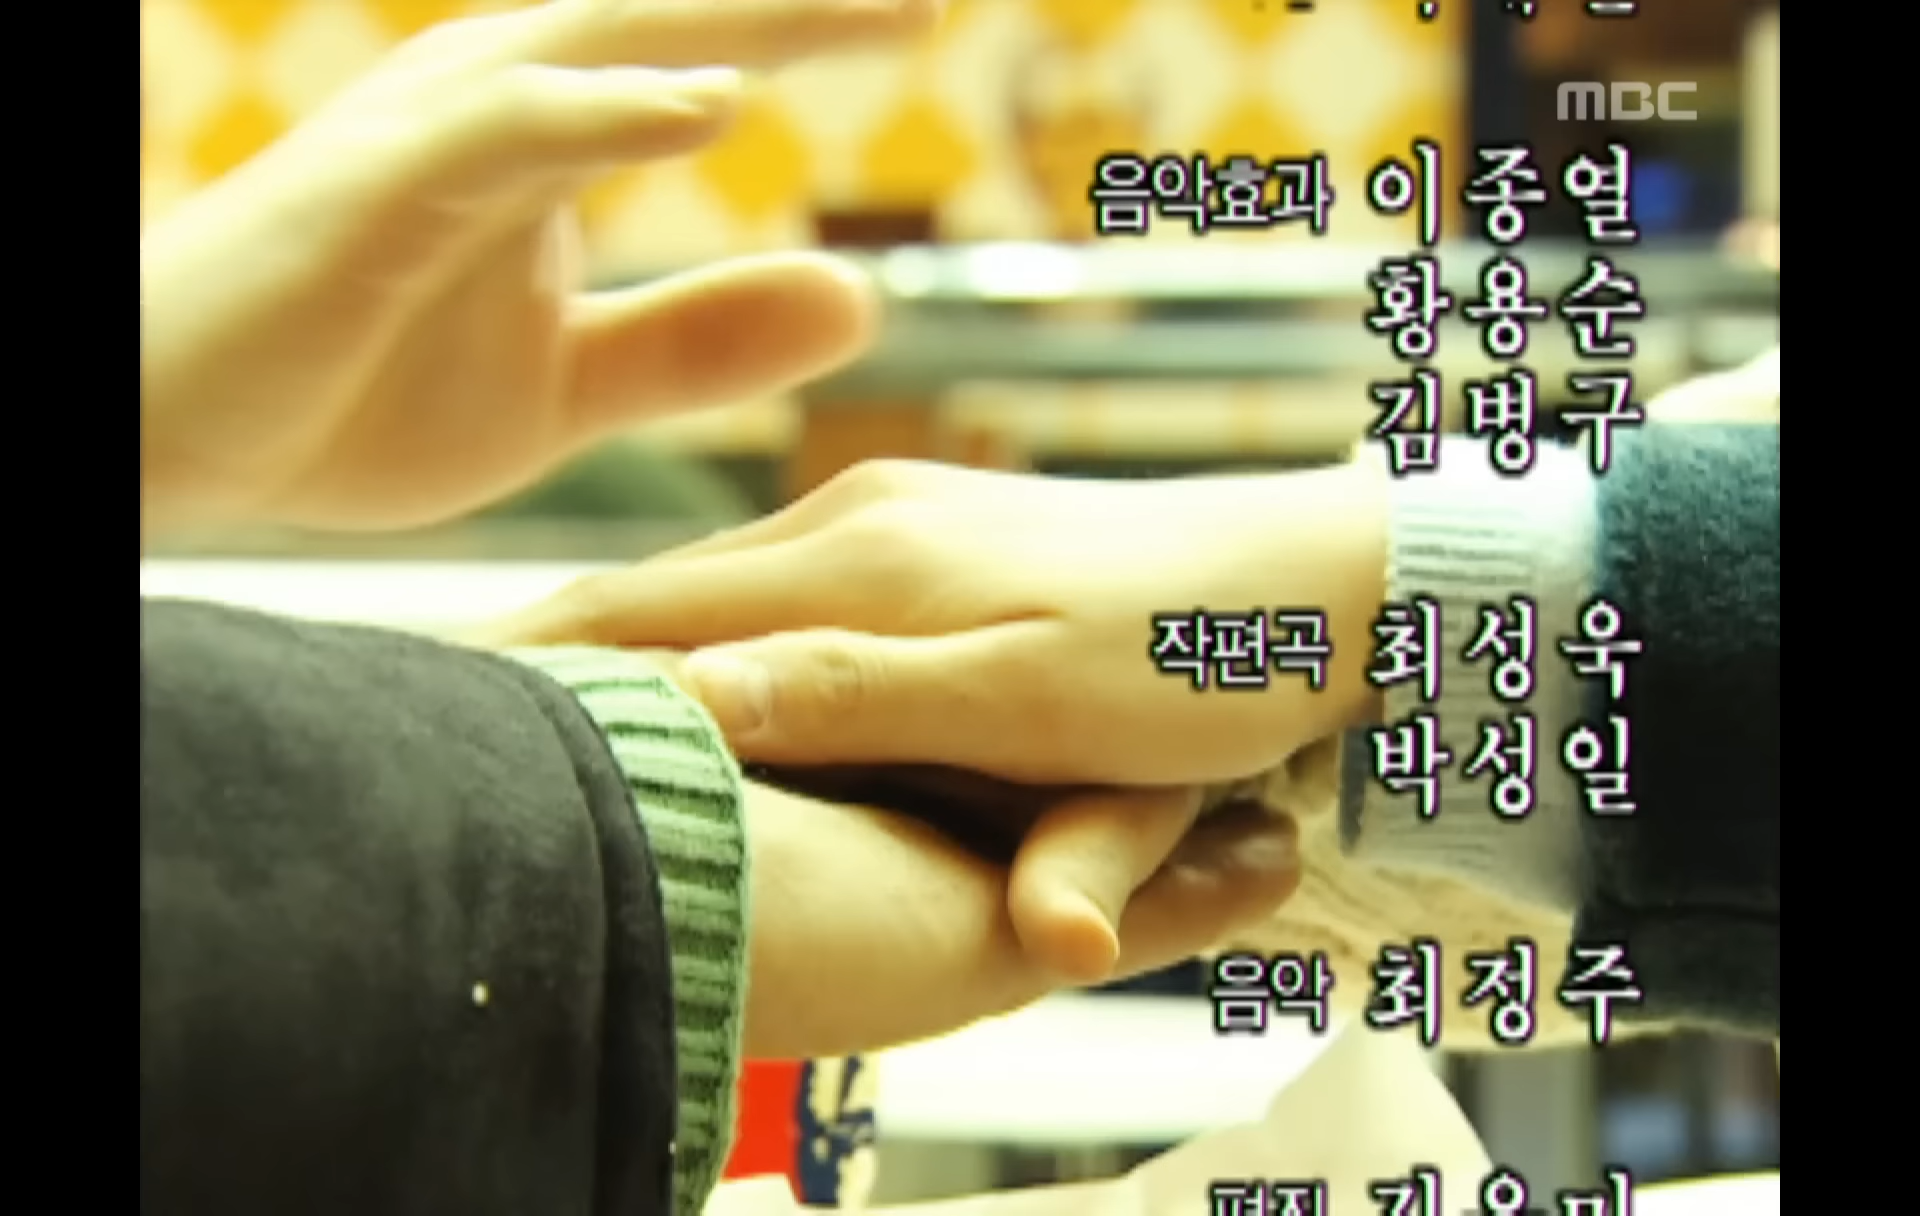 MBC
음악효과 이종열
황용순
김병구
작편곡 최성욱
박성일
음악 최정주